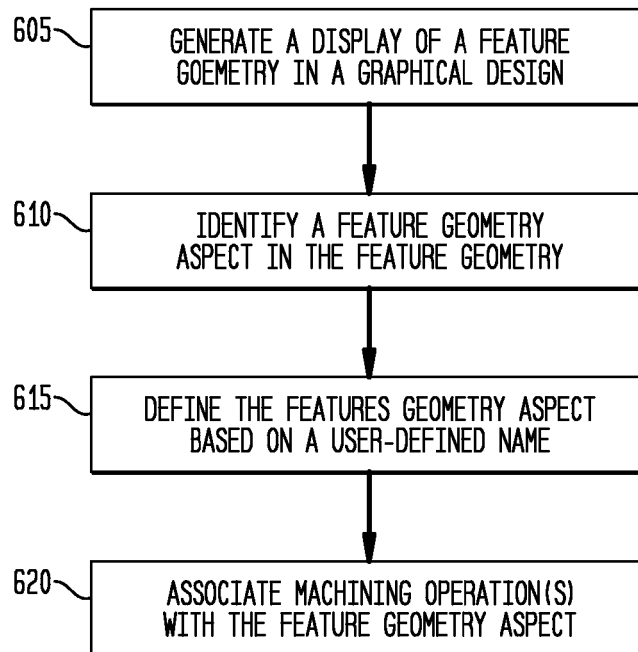 605
GENERATE A DISPLAY OF A FEATURE
GOEMETRY IN A GRAPHICAL DESIGN
610
IDENTIFY A FEATURE GEOMETRY
ASPECT IN THE FEATURE GEOMETRY
615
DEFINE THE FEATURES GEOMETRY ASPECT
BASED ON A USER-DEFINED NAME
620
ASSOCIATE MACHINING OPERATION(S)
WITH THE FEATURE GEOMETRY ASPECT